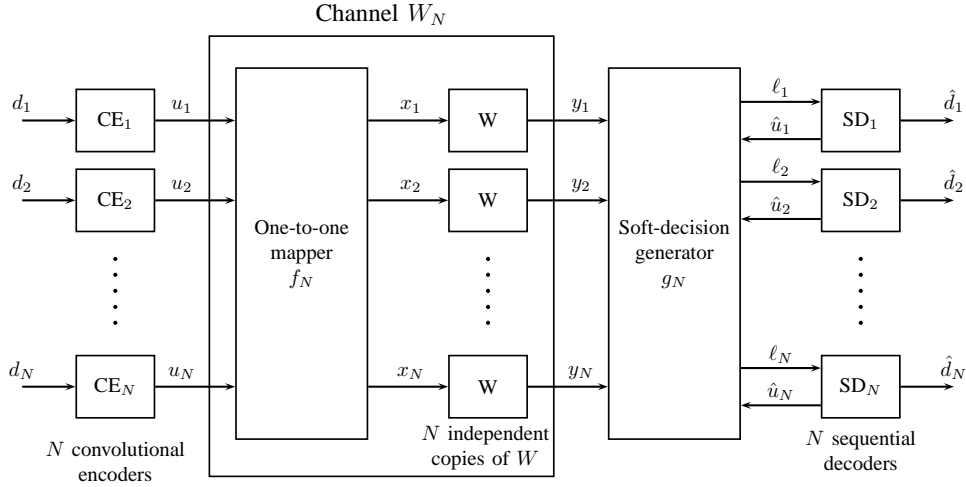 Channel W_N
d_1 CE_1 u_1 x_1 W y_1 ℓ_1 û_1 SD_1 d̂_1
d_2 CE_2 u_2 x_2 W y_2 ℓ_2 û_2 SD_2 d̂_2
One-to-one
mapper
f_N
Soft-decision
generator
g_N
d_N CE_N u_N x_N W y_N ℓ_N û_N SD_N d̂_N
N convolutional
encoders
N independent
copies of W
N sequential
decoders